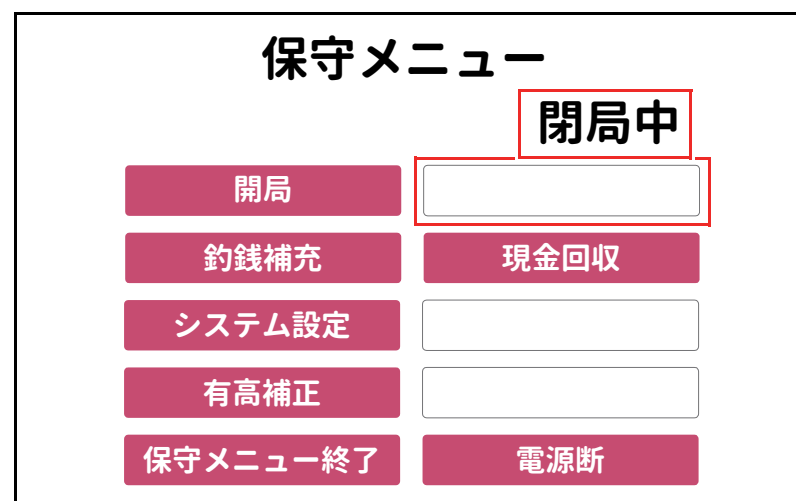 保守メニュー
閉局中
開局
釣銭補充 現金回収
システム設定
有高補正
保守メニュー終了 電源断